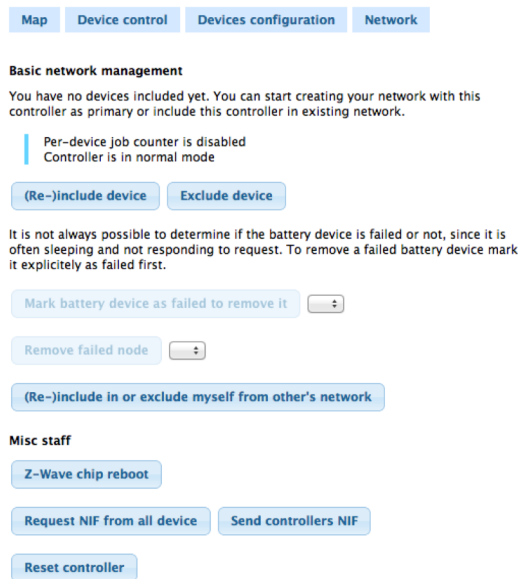 Map Device control Devices configuration Network
Basic network management
You have no devices included yet. You can start creating your network with this
controller as primary or include this controller in existing network.
Per-device job counter is disabled
Controller is in normal mode
(Re-)include device Exclude device
It is not always possible to determine if the battery device is failed or not, since it is
often sleeping and not responding to request. To remove a failed battery device mark
it explicitely as failed first.
Mark battery device as failed to remove it
Remove failed node
(Re-)include in or exclude myself from other's network
Misc staff
Z-Wave chip reboot
Request NIF from all device Send controllers NIF
Reset controller